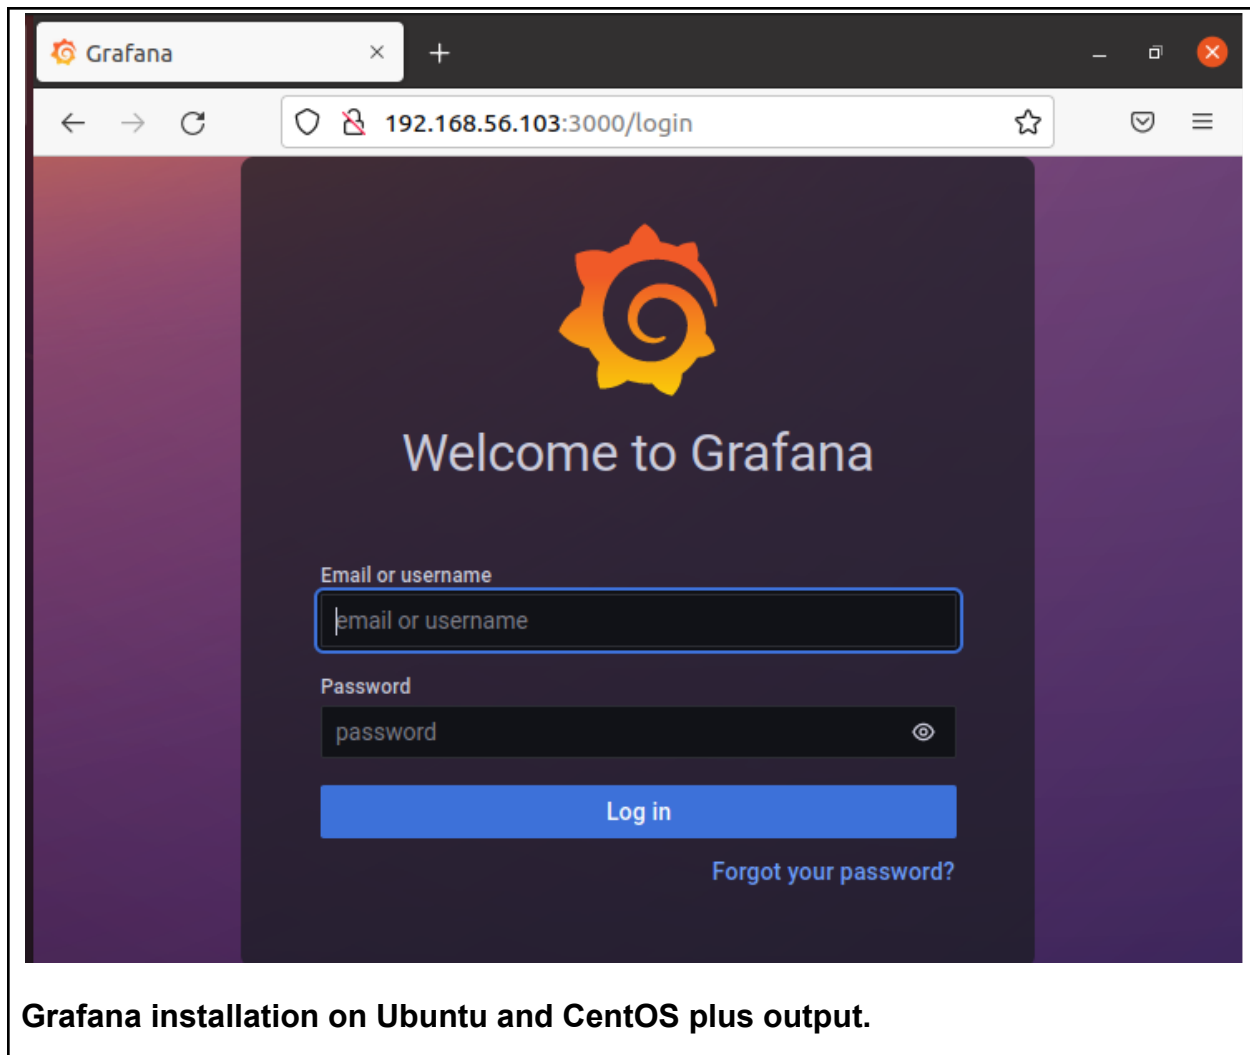 Grafana
192.168.56.103:3000/login
Welcome to Grafana
Email or username
email or username
Password
password
Log in
Forgot your password?
Grafana installation on Ubuntu and CentOS plus output.